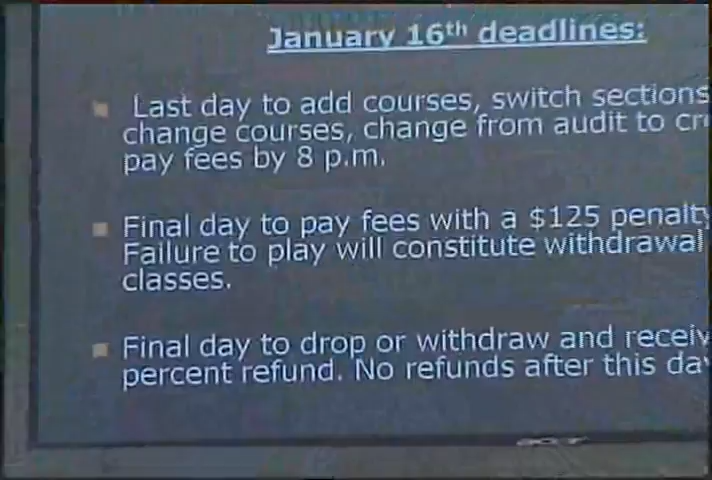 January 16th deadlines:
Last day to add courses, switch sections
change courses, change from audit to
pay fees by 8 p.m.
Final day to pay fees with a $125 penalty
Failure to play will constitute withdrawal
classes.
Final day to drop or withdraw and
percent refund. No refunds after this
acer